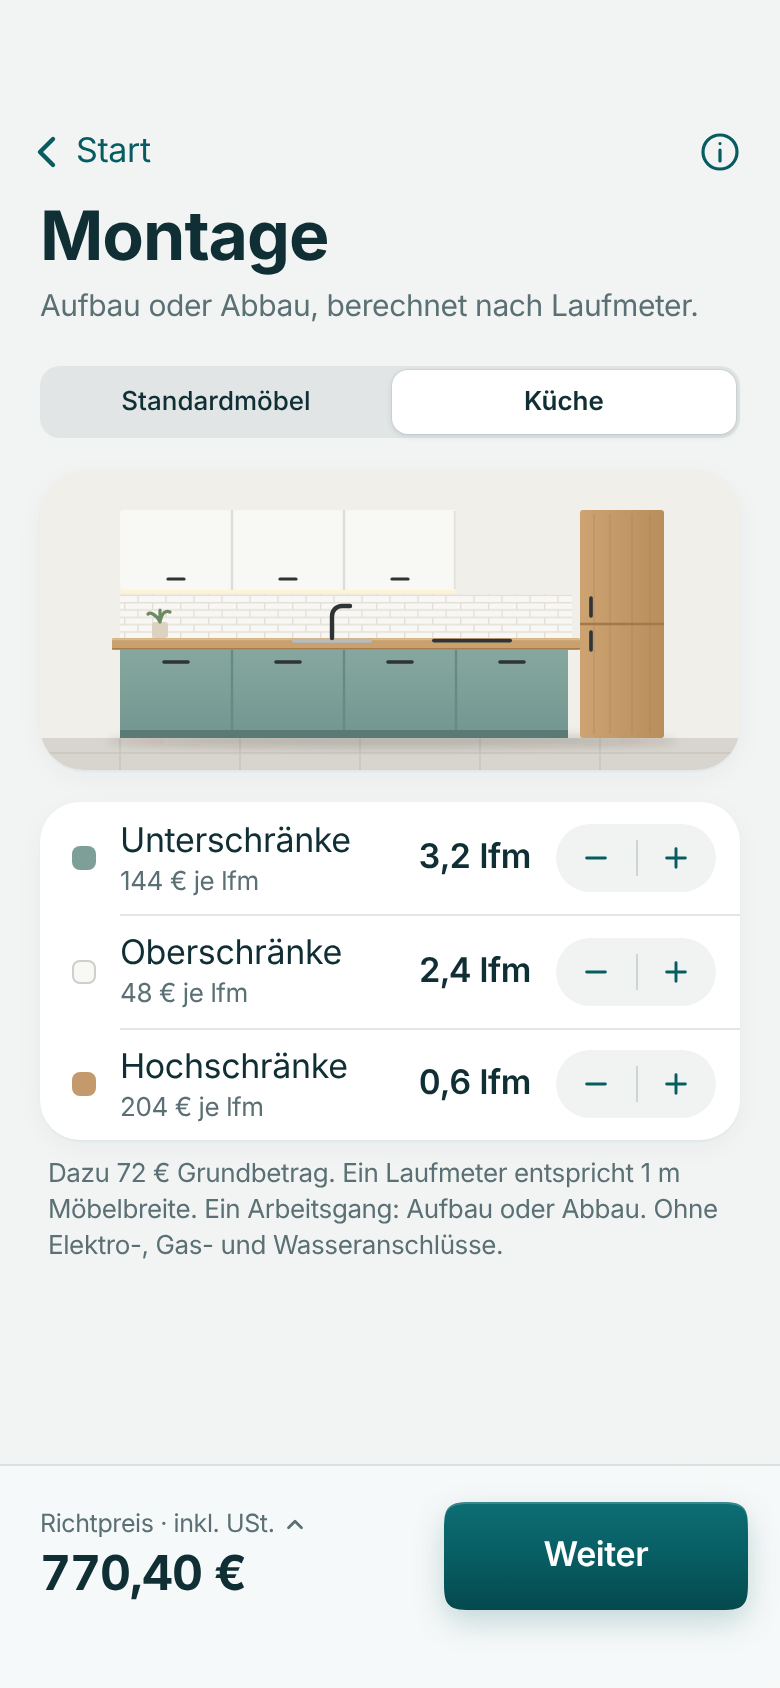 Start
Montage
Aufbau oder Abbau, berechnet nach Laufmeter.
Standardmöbel
Küche
Unterschränke
144 € je lfm
3,2 lfm
Oberschränke
48 € je lfm
2,4 lfm
Hochschränke
204 € je lfm
0,6 lfm
Dazu 72 € Grundbetrag. Ein Laufmeter entspricht 1 m
Möbelbreite. Ein Arbeitsgang: Aufbau oder Abbau. Ohne
Elektro-, Gas- und Wasseranschlüsse.
Richtpreis · inkl. USt.
770,40 €
Weiter